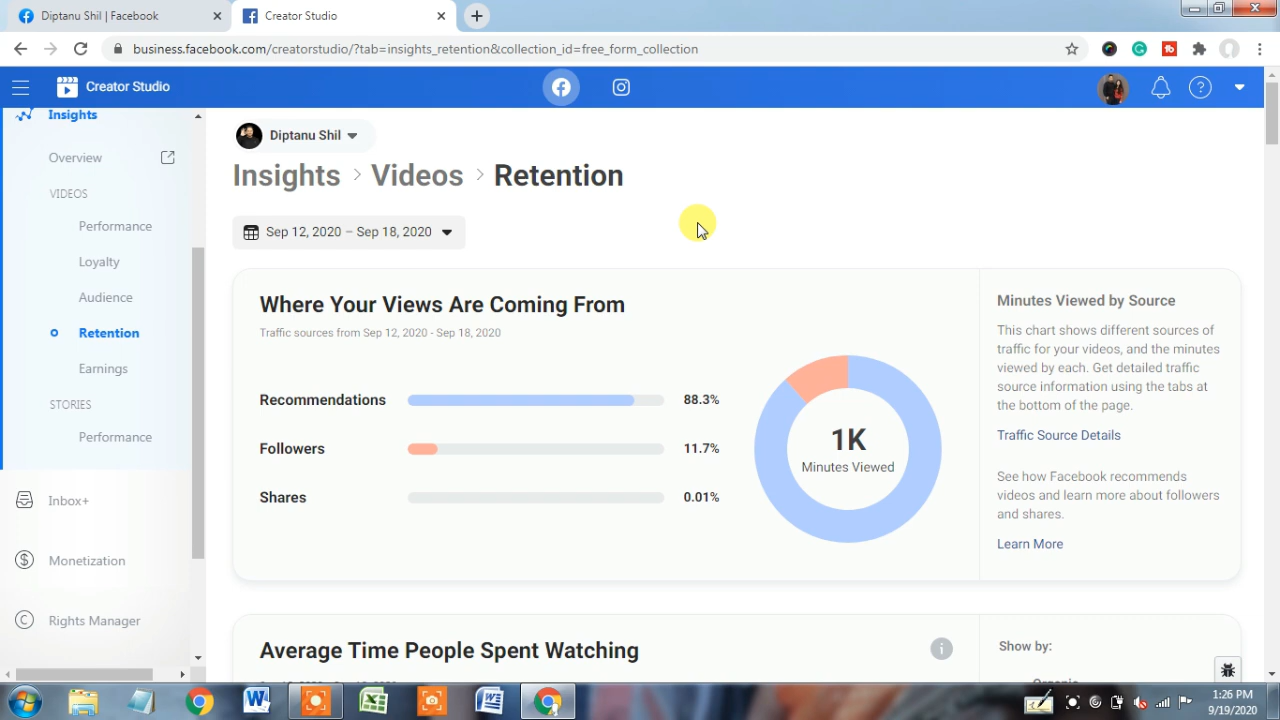 Diptanu Shil | Facebook
Creator Studio
business.facebook.com/creatorstudio/?tab=insights_retention&collection_id=free_form_collection
Creator Studio
Insights
Overview
VIDEOS
Performance
Loyalty
Audience
Retention
Earnings
STORIES
Performance
Inbox+
Monetization
Rights Manager
Diptanu Shil
Insights > Videos > Retention
Sep 12, 2020 – Sep 18, 2020
Where Your Views Are Coming From
Traffic sources from Sep 12, 2020 - Sep 18, 2020
Recommendations 88.3%
Followers 11.7%
Shares 0.01%
1K
Minutes Viewed
Minutes Viewed by Source
This chart shows different sources of
traffic for your videos, and the minutes
viewed by each. Get detailed traffic
source information using the tabs at
the bottom of the page.
Traffic Source Details
See how Facebook recommends
videos and learn more about followers
and shares.
Learn More
Average Time People Spent Watching
Show by:
1:26 PM
9/19/2020